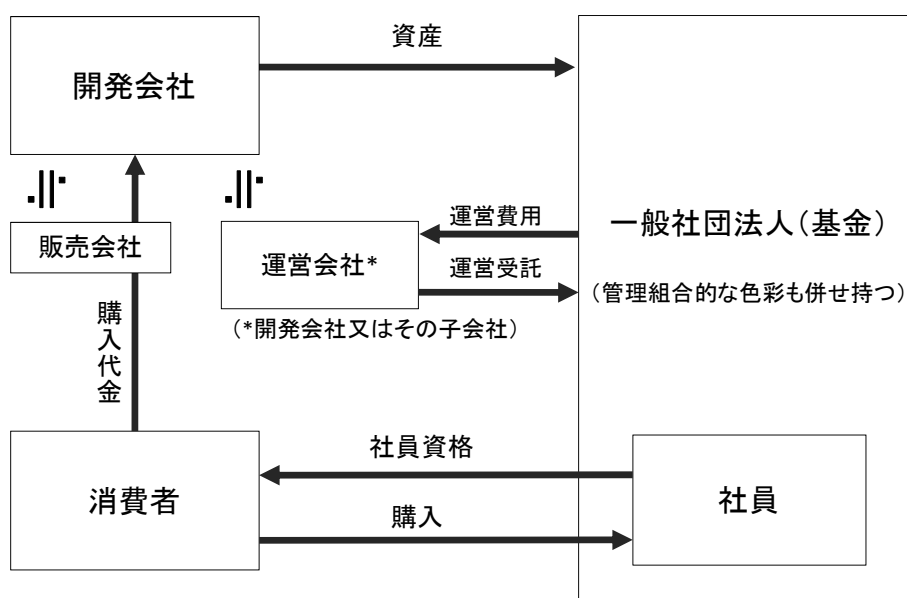 資産
開発会社
販売会社
運営費用
運営会社*
運営受託
一般社団法人(基金)
(管理組合的な色彩も併せ持つ)
(*開発会社又はその子会社)
購入代金
社員資格
消費者
購入
社員